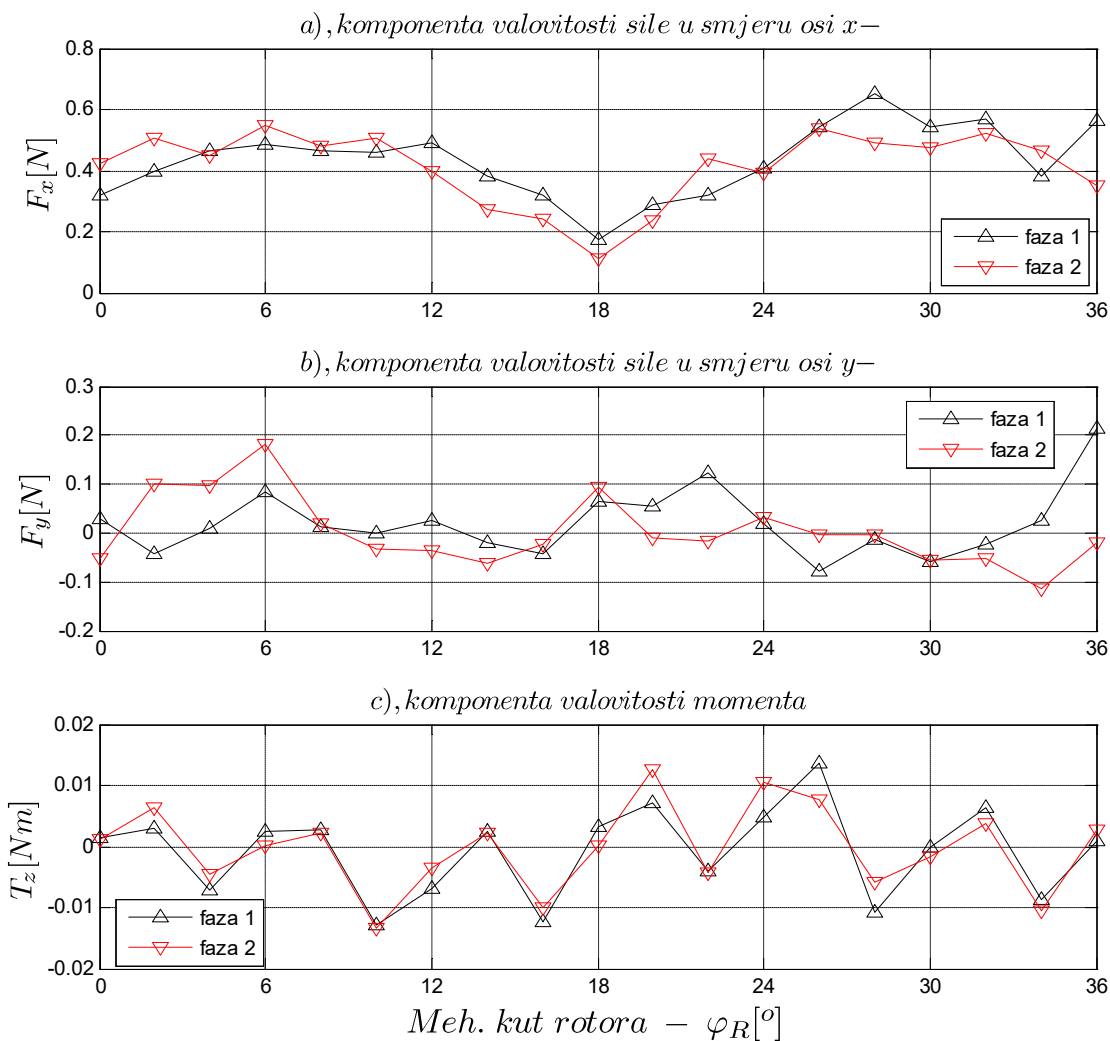 a), komponenta valovitosti sile u smjeru osi x−
0.8
0.6
0.4
0.2
0
F_x[N]
faza 1
faza 2
0 6 12 18 24 30 36
b), komponenta valovitosti sile u smjeru osi y−
0.3
0.2
0.1
0
-0.1
-0.2
F_y[N]
faza 1
faza 2
0 6 12 18 24 30 36
c), komponenta valovitosti momenta
0.02
0.01
0
-0.01
-0.02
T_z[Nm]
faza 1
faza 2
0 6 12 18 24 30 36
Meh. kut rotora − φ_R[°]